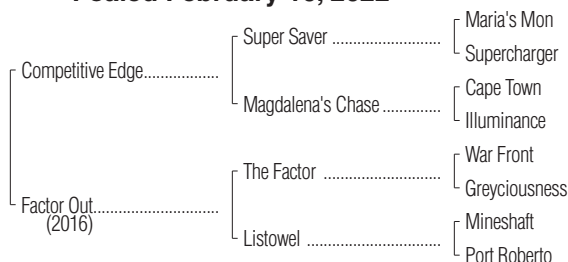 Foaled February 10, 2022
Maria's Mon
Super Saver
Supercharger
Competitive Edge
Cape Town
Magdalena's Chase
Illuminance
War Front
The Factor
Greyciousness
Factor Out
(2016)
Mineshaft
Listowel
Port Roberto